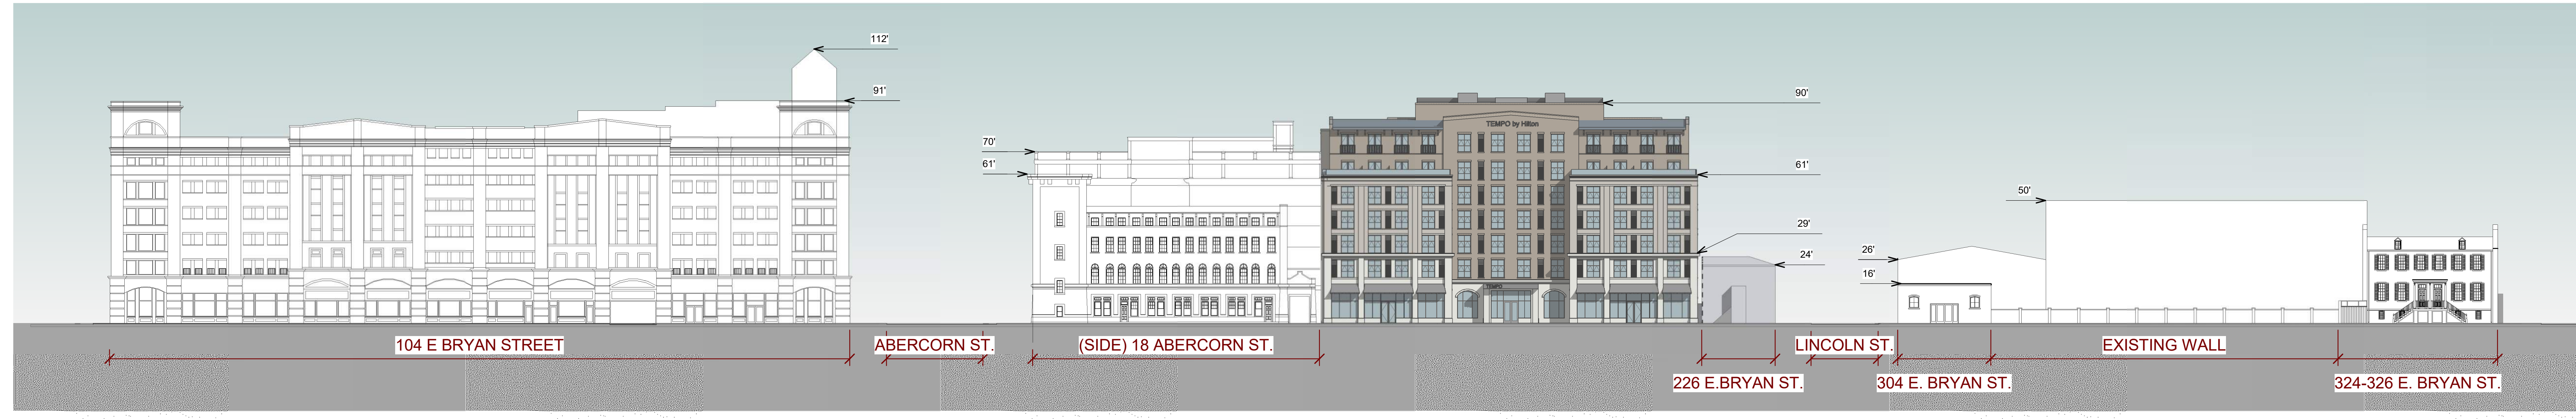 112'
91'
70'
61'
TEMPO by Hilton
TEMPO
90'
61'
29'
24'
50'
26'
16'
104 E BRYAN STREET
ABERCORN ST.
(SIDE) 18 ABERCORN ST.
226 E.BRYAN ST.
LINCOLN ST.
304 E. BRYAN ST.
EXISTING WALL
324-326 E. BRYAN ST.